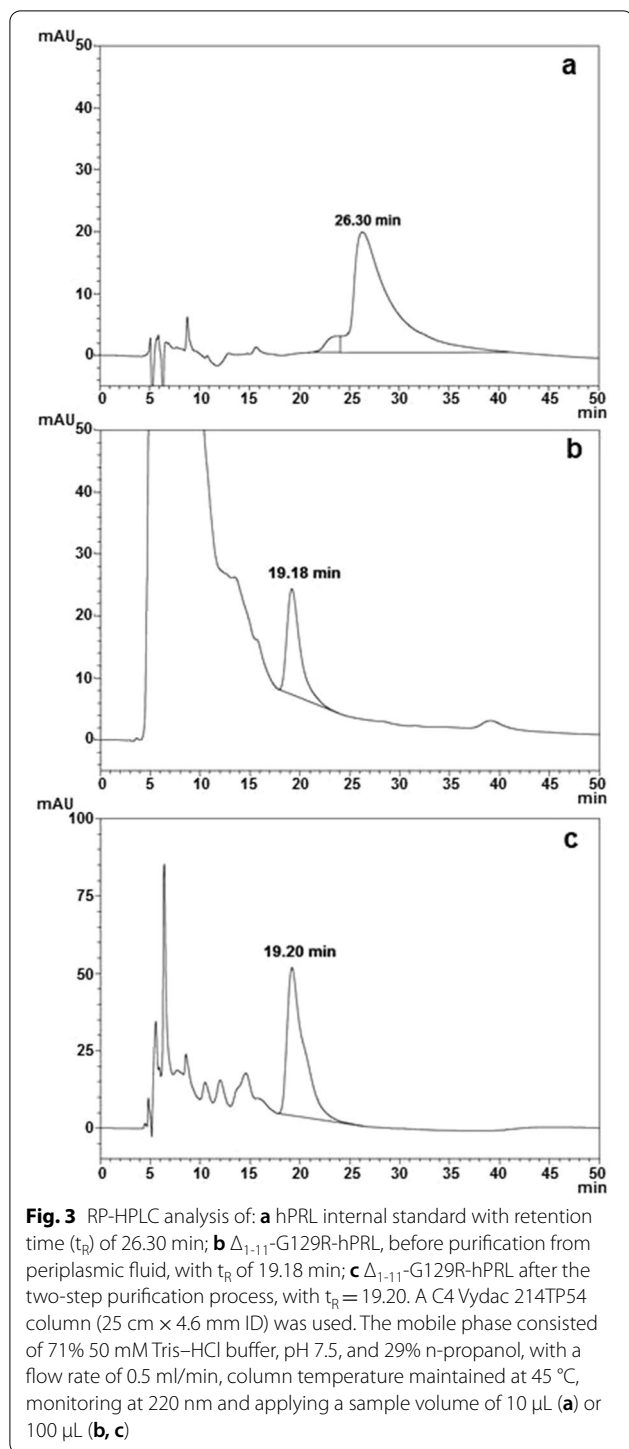 mAU
50
a
40
30
26.30 min
20
10
0
0 5 10 15 20 25 30 35 40 45 50
min
mAU
50
b
40
30
19.18 min
20
10
0
0 5 10 15 20 25 30 35 40 45 50
min
mAU
100
c
75
19.20 min
50
25
0
0 5 10 15 20 25 30 35 40 45 50
min
Fig. 3 RP-HPLC analysis of: a hPRL internal standard with retention
time (tR) of 26.30 min; b Δ1-11-G129R-hPRL, before purification from
periplasmic fluid, with tR of 19.18 min; c Δ1-11-G129R-hPRL after the
two-step purification process, with tR = 19.20. A C4 Vydac 214TP54
column (25 cm × 4.6 mm ID) was used. The mobile phase consisted
of 71% 50 mM Tris–HCl buffer, pH 7.5, and 29% n-propanol, with a
flow rate of 0.5 ml/min, column temperature maintained at 45 °C,
monitoring at 220 nm and applying a sample volume of 10 μL (a) or
100 μL (b, c)